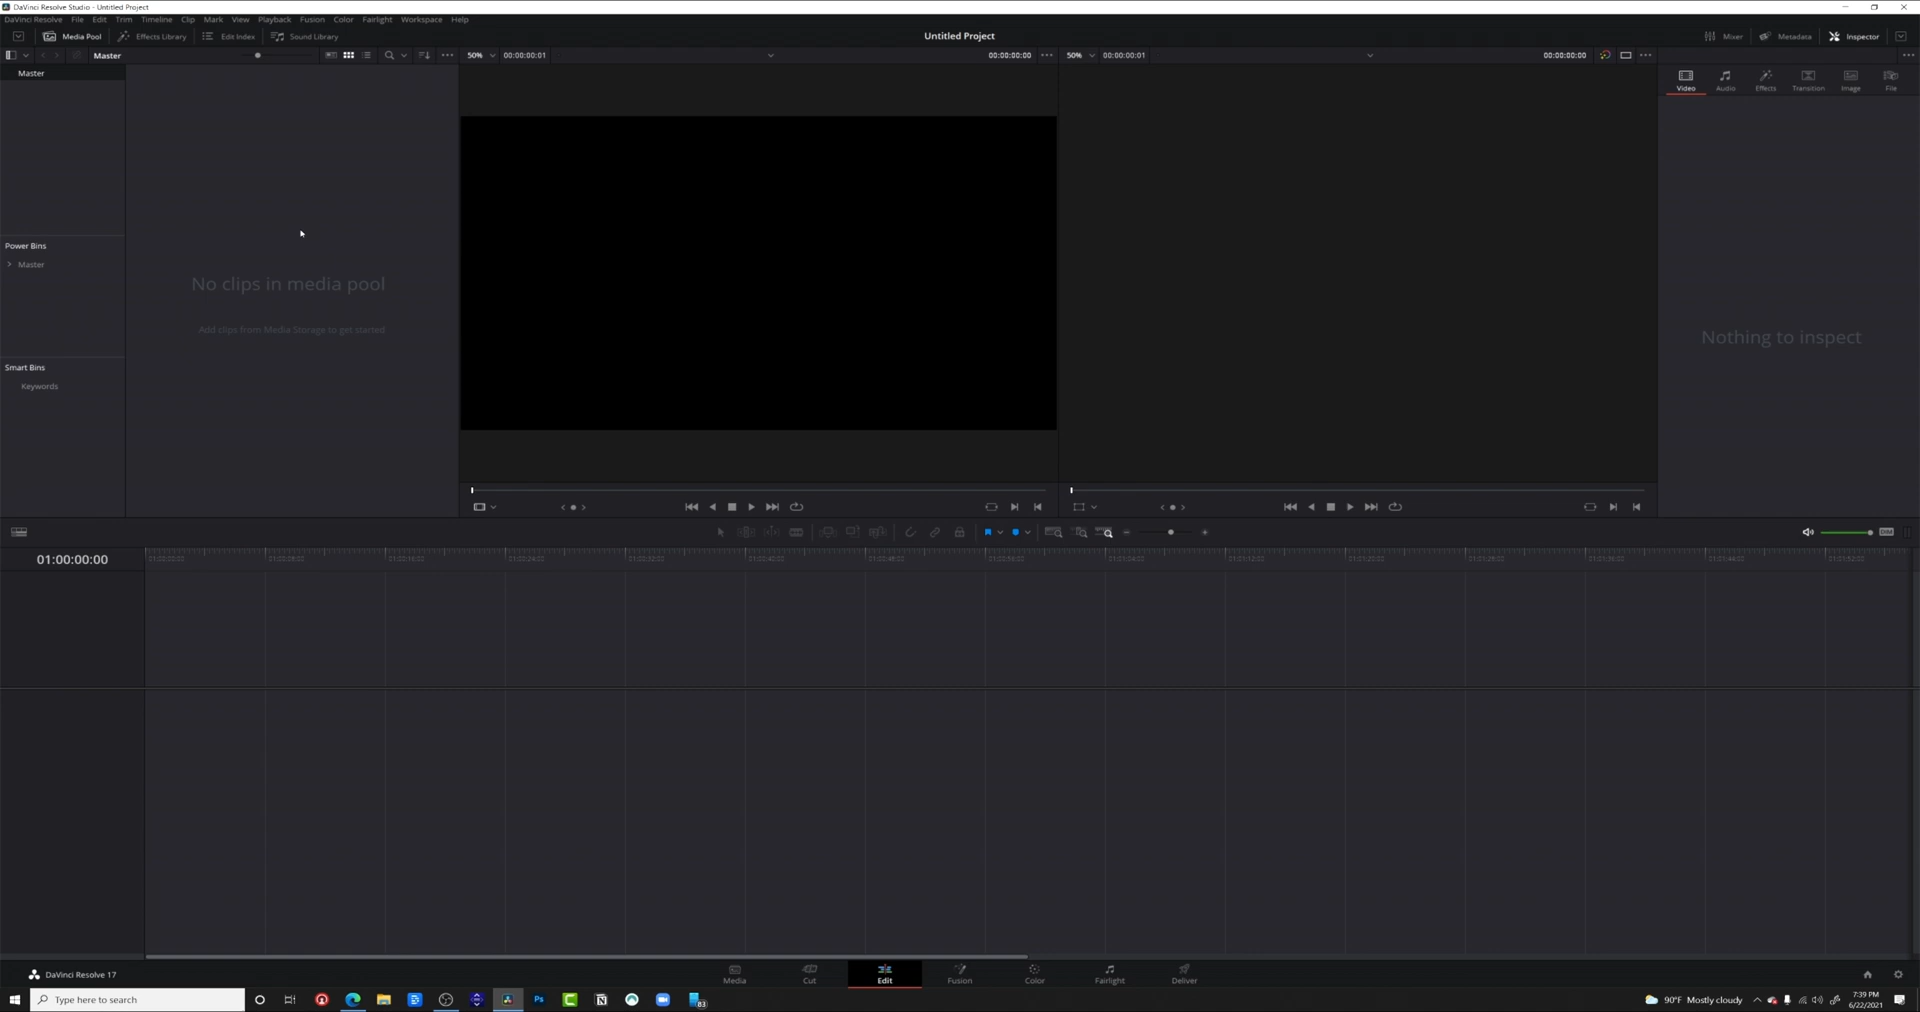 DaVinci Resolve Studio - Untitled Project
DaVinci Resolve File Edit Trim Timeline Clip Mark View Playback Fusion Color Fairlight Workspace Help
Media Pool Effects Library Edit Index Sound Library Untitled Project Mixer Metadata Inspector
Master 50% 00:00:00:01 00:00:00:00 50% 00:00:00:01 00:00:00:00
Master
Video Audio Effects Transition Image File
Power Bins
Master
No clips in media pool
Add clips from Media Storage to get started
Nothing to inspect
Smart Bins
Keywords
DIM
01:00:00:00
DaVinci Resolve 17
Media Cut Edit Fusion Color Fairlight Deliver
Type here to search
Ps
83
90°F Mostly cloudy
7:39 PM
6/22/2021